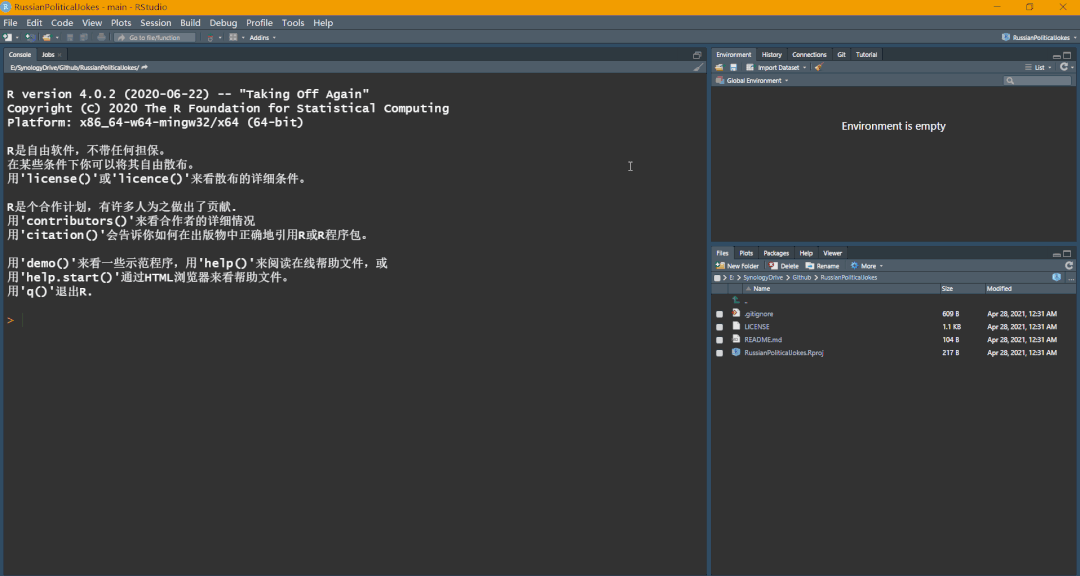 RussianPoliticalJokes - main - RStudio
File Edit Code View Plots Session Build Debug Profile Tools Help
Go to file/function Addins RussianPoliticalJokes
Console Jobs
E:/SynologyDrive/Github/RussianPoliticalJokes/
R version 4.0.2 (2020-06-22) -- "Taking Off Again"
Copyright (C) 2020 The R Foundation for Statistical Computing
Platform: x86_64-w64-mingw32/x64 (64-bit)
R是自由软件，不带任何担保。
在某些条件下你可以将其自由散布。
用'license()'或'licence()'来看散布的详细条件。
R是个合作计划，有许多人为之做出了贡献.
用'contributors()'来看合作者的详细情况
用'citation()'会告诉你如何在出版物中正确地引用R或R程序包。
用'demo()'来看一些示范程序，用'help()'来阅读在线帮助文件，或
用'help.start()'通过HTML浏览器来看帮助文件。
用'q()'退出R.
>
Environment History Connections Git Tutorial
Import Dataset List
Global Environment
Environment is empty
Files Plots Packages Help Viewer
New Folder Delete Rename More
E: > SynologyDrive > Github > RussianPoliticalJokes
Name Size Modified
..
.gitignore 609 B Apr 28, 2021, 12:31 AM
LICENSE 1.1 KB Apr 28, 2021, 12:31 AM
README.md 104 B Apr 28, 2021, 12:31 AM
RussianPoliticalJokes.Rproj 217 B Apr 28, 2021, 12:31 AM